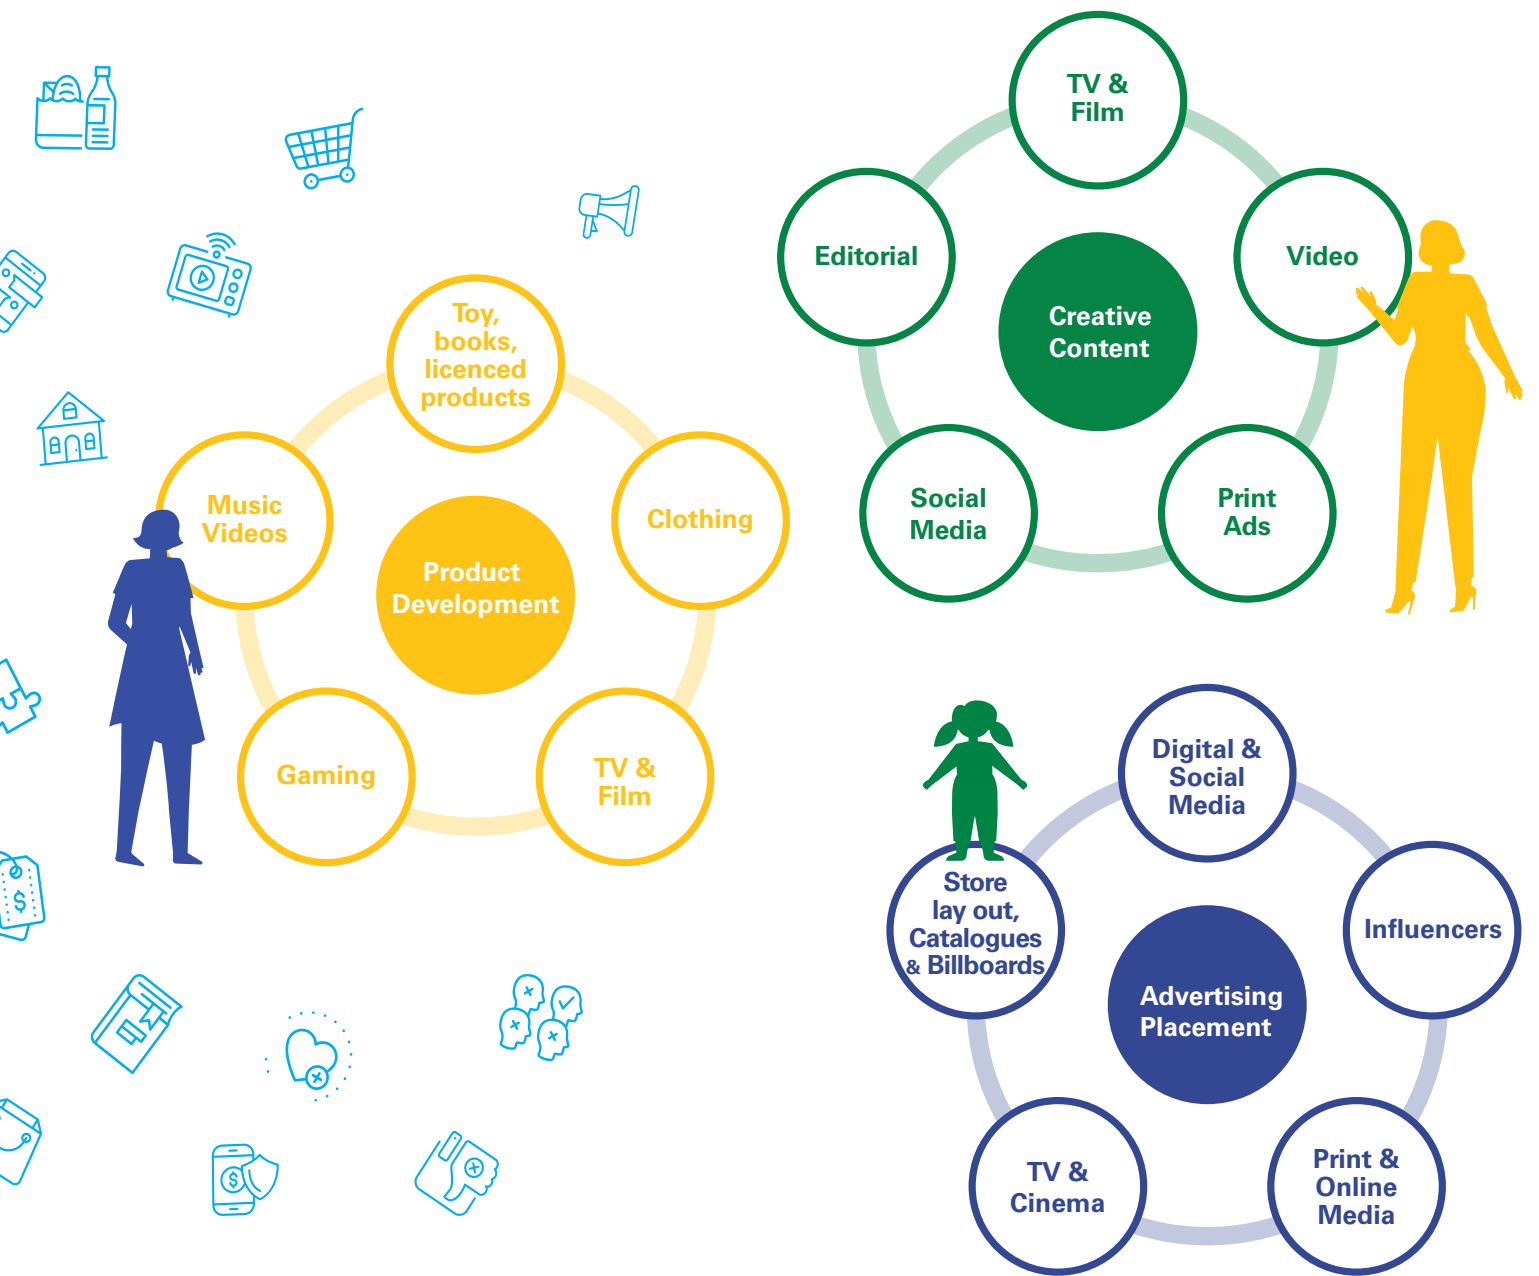 TV &
Film
Editorial
Video
Creative
Content
Social
Media
Print
Ads
Toy,
books,
licenced
products
Music
Videos
Clothing
Product
Development
Gaming
TV &
Film
Digital &
Social
Media
Store
lay out,
Catalogues
& Billboards
Influencers
Advertising
Placement
TV &
Cinema
Print &
Online
Media
$
$